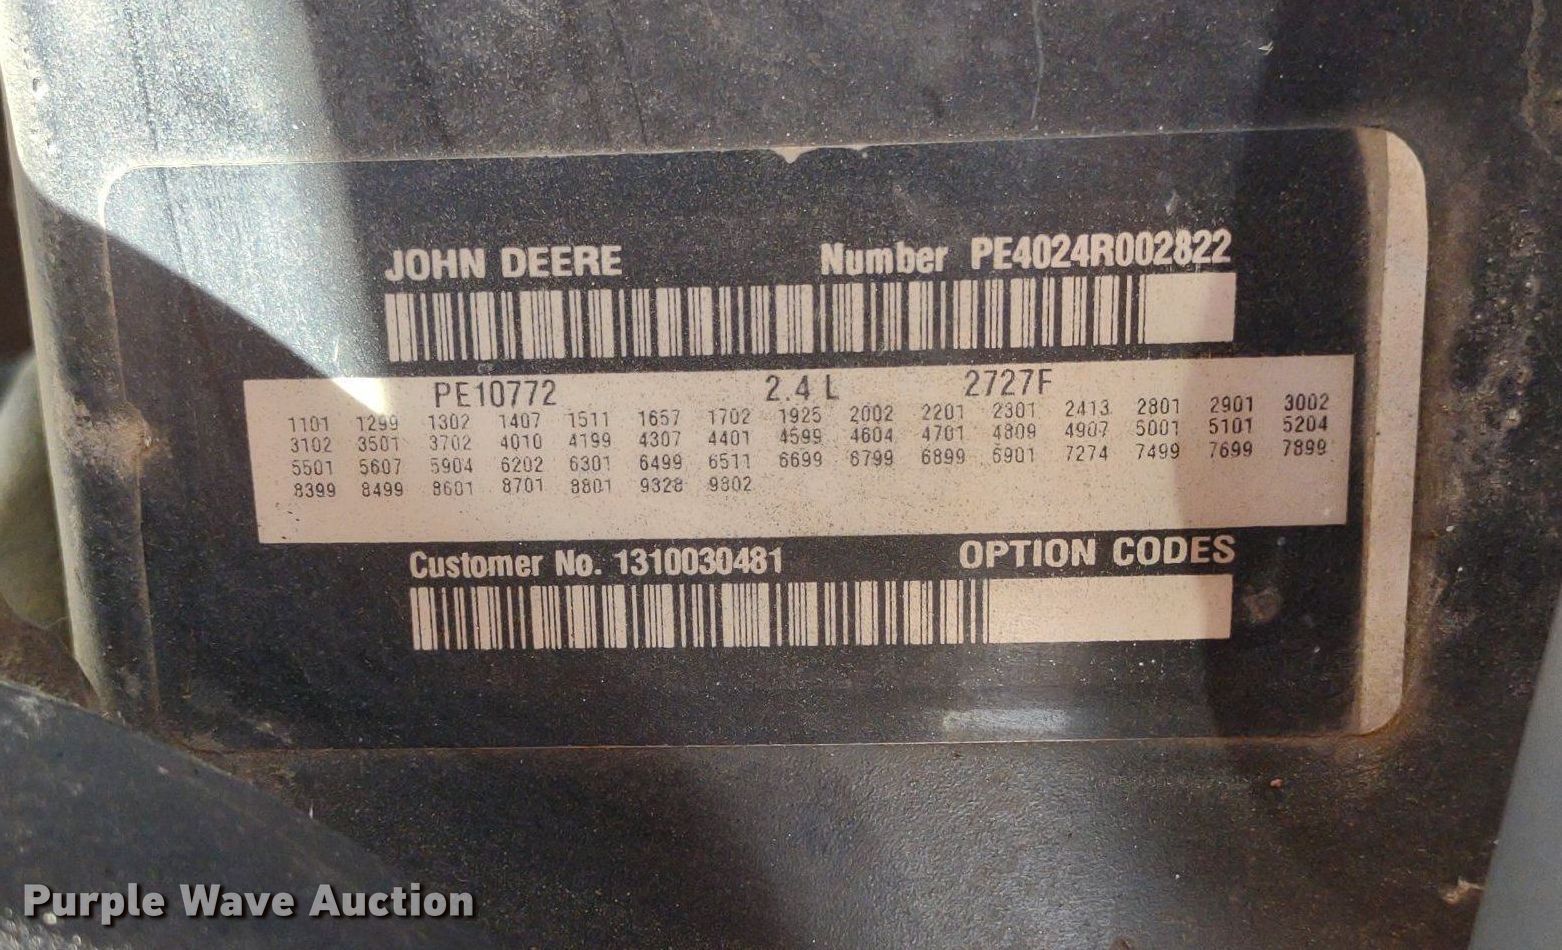 JOHN DEERE Number PE4024R002822
PE10772 2.4 L 2727F
1101 1299 1302 1407 1511 1657 1702 1925 2002 2201 2301 2413 2801 2901 3002
3102 3501 3702 4010 4199 4307 4401 4599 4604 4701 4809 4907 5001 5101 5204
5501 5607 5904 6202 6301 6499 6511 6699 6799 6899 6901 7274 7499 7699 7899
8399 8499 8601 8701 8801 9328 9802
Customer No. 1310030481 OPTION CODES
Purple Wave Auction